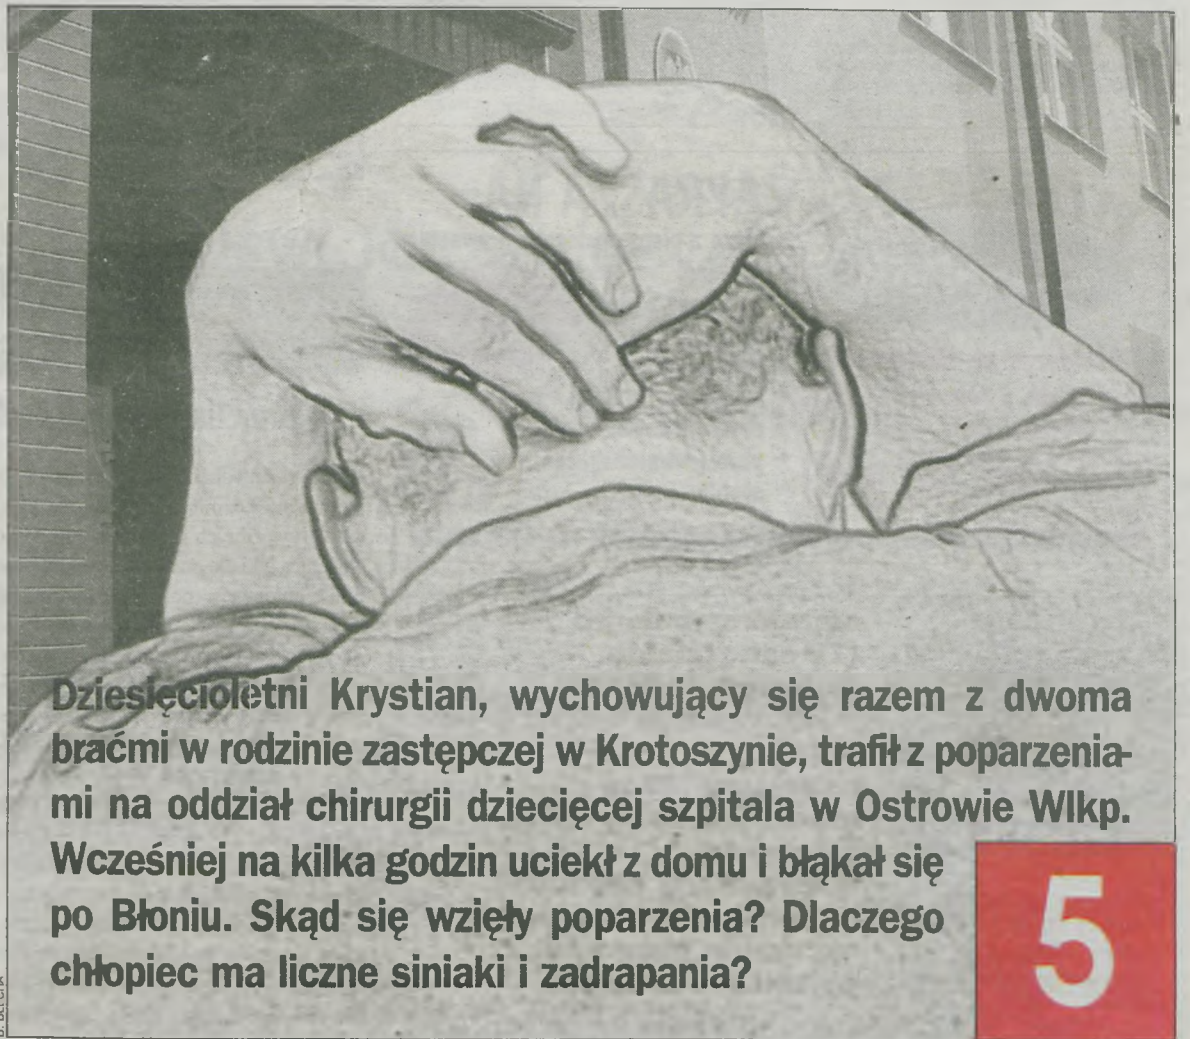 Dziesięcioletni Krystian, wychowujący się razem z dwoma
braćmi w rodzinie zastępczej w Krotoszynie, trafił z poparzenia-
mi na oddział chirurgii dziecięcej szpitala w Ostrowie Wlkp.
Wcześniej na kilka godzin uciekł z domu i błąkał się
po Błoniu. Skąd się wzięły poparzenia? Dlaczego
chłopiec ma liczne siniaki i zadrapania?
5